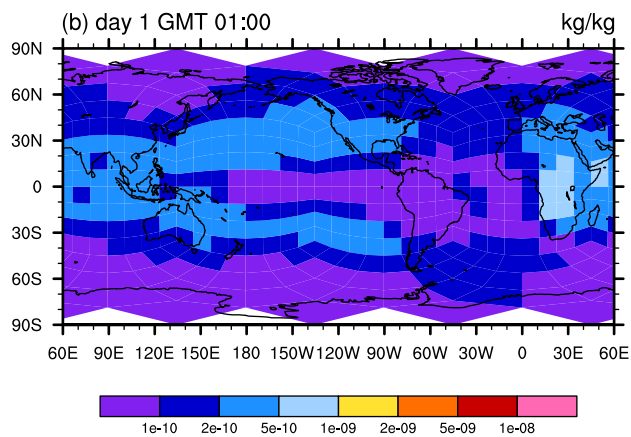 (b) day 1 GMT 01:00 kg/kg
90N
60N
30N
0
30S
60S
90S
60E 90E 120E 150E 180 150W 120W 90W 60W 30W 0 30E 60E
1e-10 2e-10 5e-10 1e-09 2e-09 5e-09 1e-08